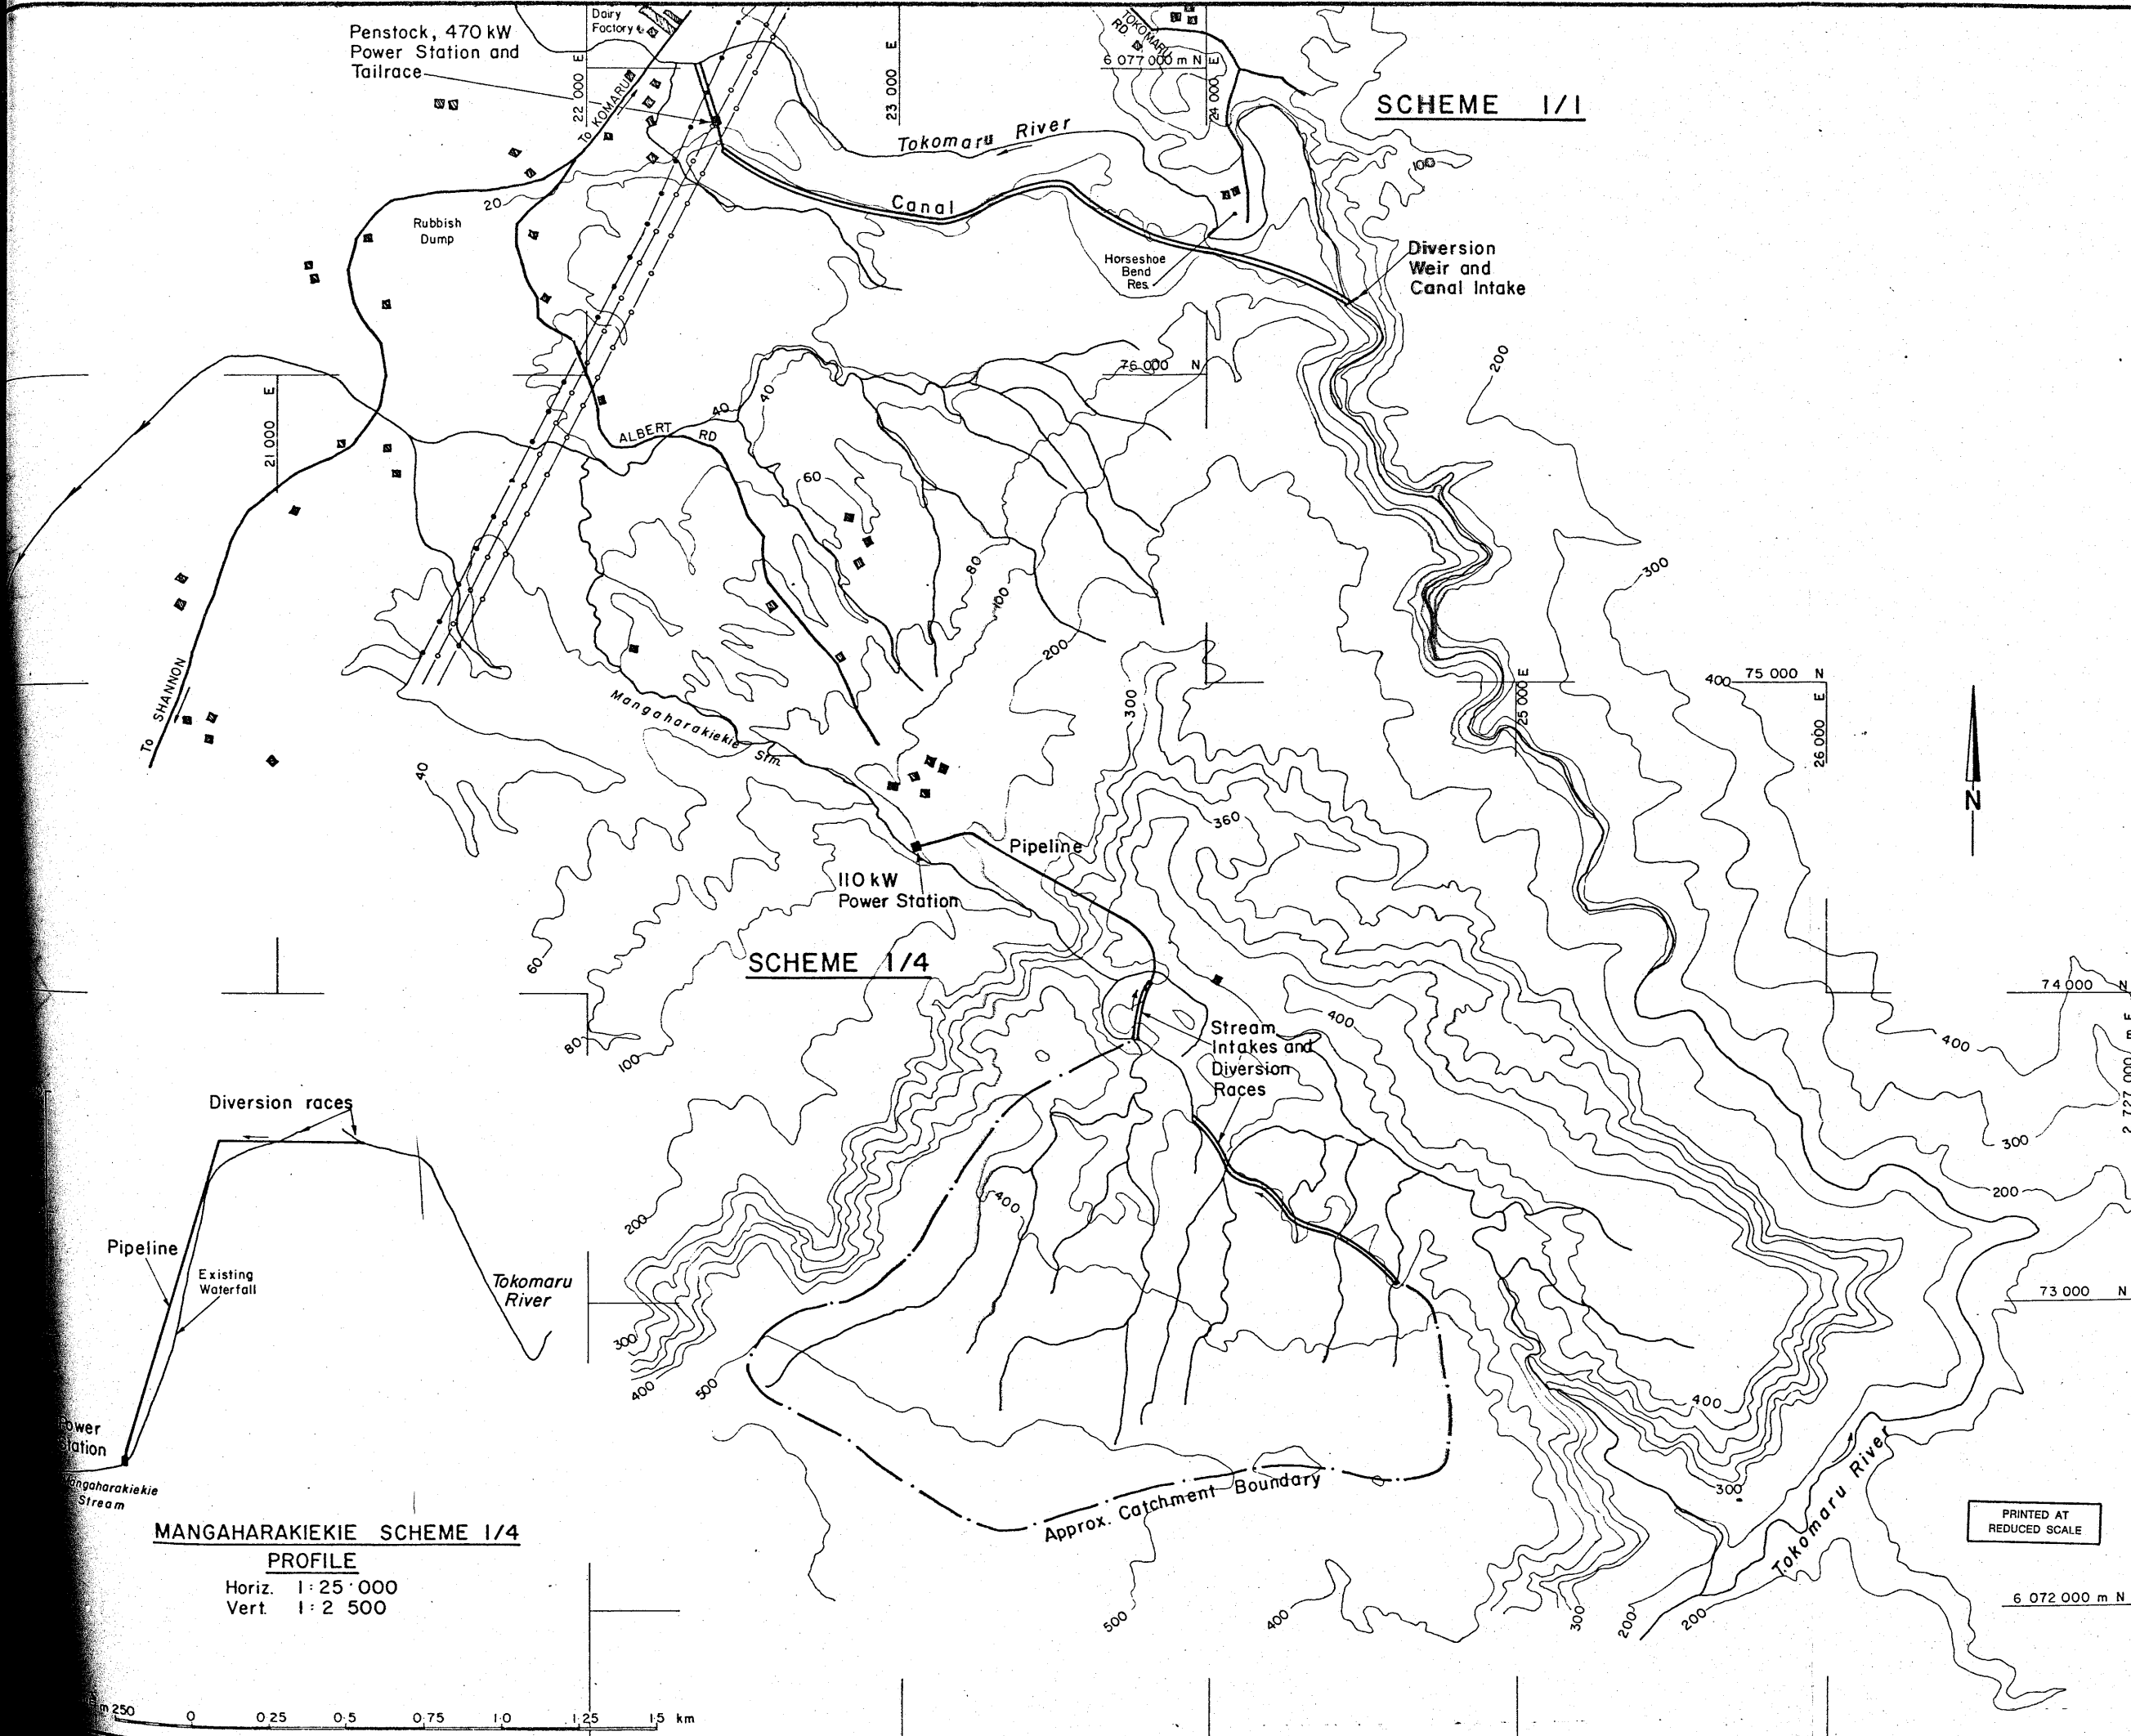 Penstock, 470 kW
Power Station and
Tailrace
Dairy
Factory
22 000 E
23 000 E
TOKOMARU
RD.
6 077 000 m N
24 000 E
SCHEME 1/1
To TOKOMARU
Tokomaru River
100
Canal
20
Rubbish
Dump
Horseshoe
Bend
Res.
Diversion
Weir and
Canal Intake
76 000 N
200
21 000 E
40
40
ALBERT RD
60
80
100
300
200
To SHANNON
Mangaharakiekie Stm.
300
25 000 E
400
75 000 N
26 000 E
N
40
360
Pipeline
110 kW
Power Station
60
SCHEME 1/4
80
100
400
Stream
Intakes and
Diversion
Races
74 000 N
400
2 727 000 m E
Diversion races
300
200
200
400
Pipeline
Existing
Waterfall
Tokomaru
River
73 000 N
300
400
500
400
Power
Station
Mangaharakiekie
Stream
300
Tokomaru River
Approx. Catchment Boundary
PRINTED AT
REDUCED SCALE
MANGAHARAKIEKIE SCHEME 1/4
PROFILE
Horiz. 1:25 000
Vert. 1:2 500
500
400
300
200
200
6 072 000 m N
m 250 0 0·25 0·5 0·75 1·0 1·25 1·5 km